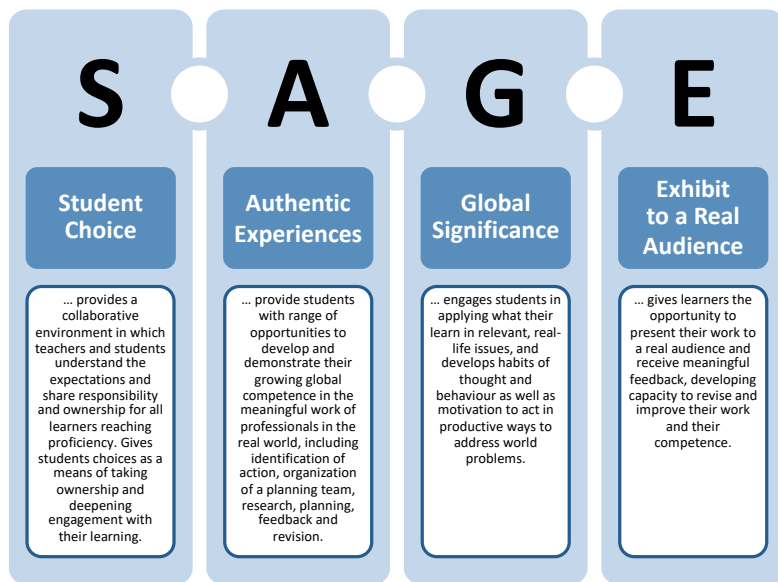 S
A
G
E
Student
Choice
Authentic
Experiences
Global
Significance
Exhibit
to a Real
Audience
... provides a
collaborative
environment in which
teachers and students
understand the
expectations and
share responsibility
and ownership for all
learners reaching
proficiency. Gives
students choices as a
means of taking
ownership and
deepening
engagement with
their learning.
... provide students
with range of
opportunities to
develop and
demonstrate their
growing global
competence in the
meaningful work of
professionals in the
real world, including
identification of
action, organization
of a planning team,
research, planning,
feedback and
revision.
... engages students in
applying what their
learn in relevant, real-
life issues, and
develops habits of
thought and
behaviour as well as
motivation to act in
productive ways to
address world
problems.
... gives learners the
opportunity to
present their work to
a real audience and
receive meaningful
feedback, developing
capacity to revise and
improve their work
and their
competence.